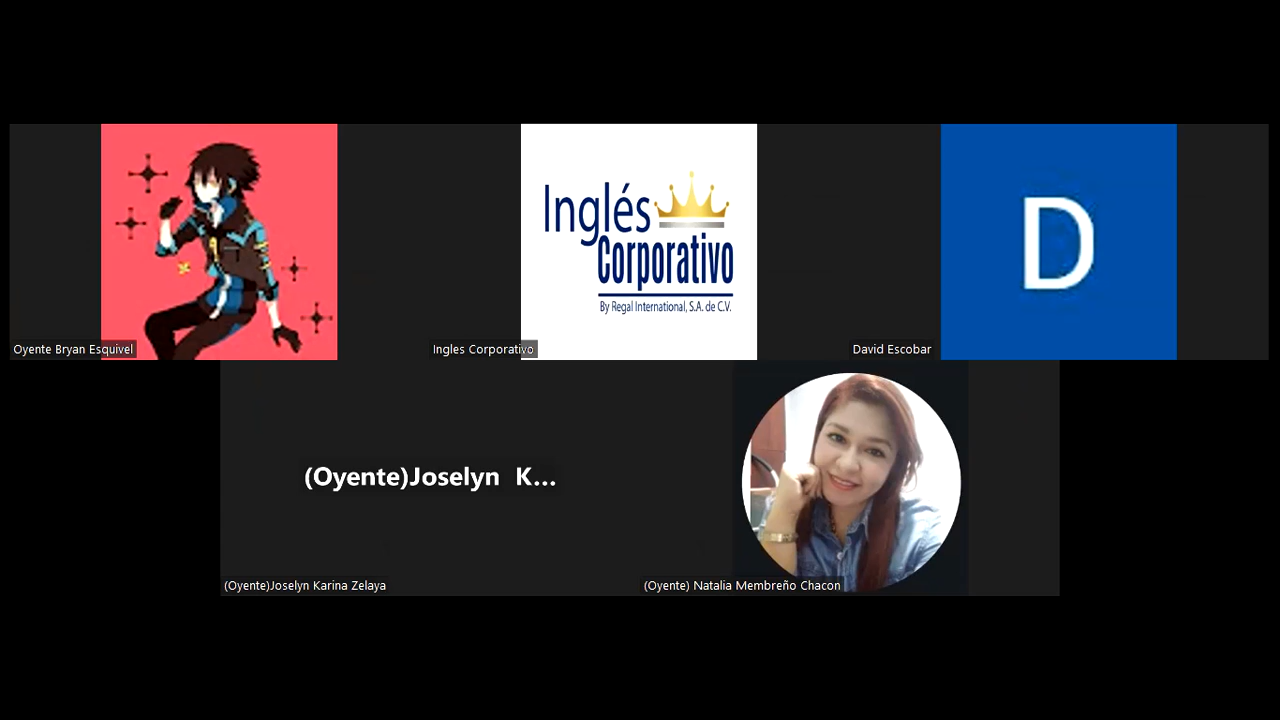 Inglés
Corporativo
By Regal International, S.A. de C.V.
D
Oyente Bryan Esquivel
Ingles Corporativo
David Escobar
(Oyente)Joselyn K...
(Oyente)Joselyn Karina Zelaya
(Oyente) Natalia Membreño Chacon